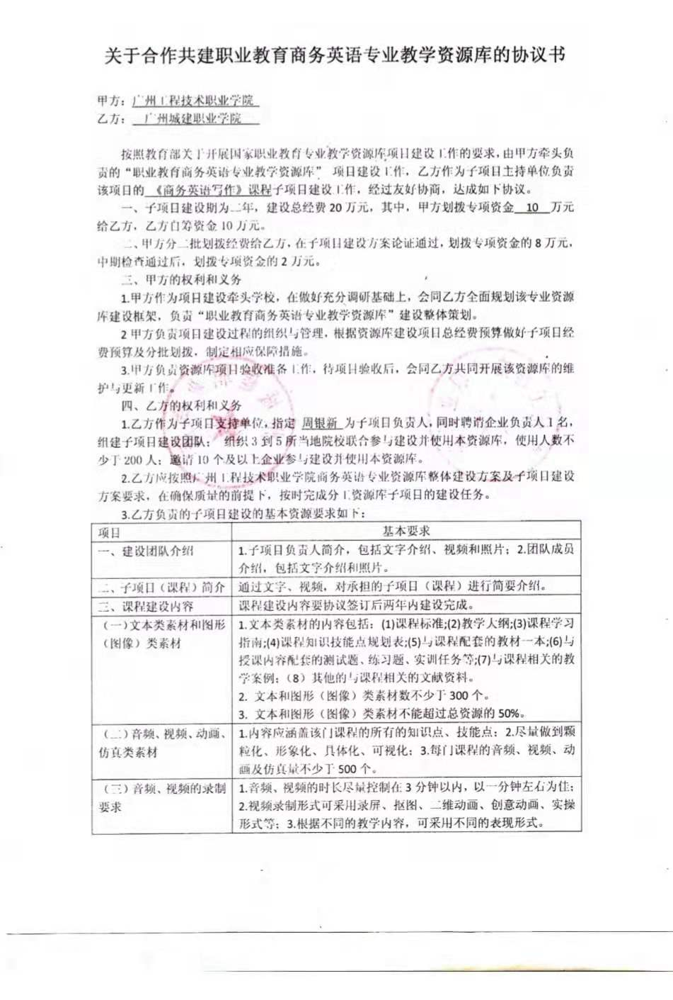 关于合作共建职业教育商务英语专业教学资源库的协议书
甲方：广州工程技术职业学院
乙方：广州城建职业学院
按照教育部关于开展国家职业教育专业教学资源库项目建设工作的要求，由甲方牵头负
责的“职业教育商务英语专业教学资源库” 项目建设工作，乙方作为子项目主持单位负责
该项目的《商务英语写作》课程子项目建设工作，经过友好协商，达成如下协议。
一、子项目建设期为二年，建设总经费 20 万元，其中，甲方划拨专项资金 10 万元
给乙方，乙方自筹资金 10 万元。
二、甲方分二批划拨经费给乙方，在子项目建设方案论证通过，划拨专项资金的 8 万元，
中期检查通过后，划拨专项资金的 2 万元。
三、甲方的权利和义务
1.甲方作为项目建设牵头学校，在做好充分调研基础上，会同乙方全面规划该专业资源
库建设框架，负责“职业教育商务英语专业教学资源库”建设整体策划。
2 甲方负责项目建设过程的组织与管理，根据资源库建设项目总经费预算做好子项目经
费预算及分批划拨，制定相应保障措施。
3.甲方负责资源库项目验收准备工作，待项目验收后，会同乙方共同开展该资源库的维
护与更新工作。
四、乙方的权利和义务
1.乙方作为子项目支持单位，指定 周银新 为子项目负责人，同时聘请企业负责人 1 名，
组建子项目建设团队； 组织 3 到 5 所当地院校联合参与建设并使用本资源库，使用人数不
少于 200 人；邀请 10 个及以上企业参与建设并使用本资源库。
2.乙方应按照广州工程技术职业学院商务英语专业资源库整体建设方案及子项目建设
方案要求，在确保质量的前提下，按时完成分工资源库子项目的建设任务。
3.乙方负责的子项目建设的基本资源要求如下：
项目 基本要求
一、建设团队介绍 1.子项目负责人简介，包括文字介绍、视频和照片；2.团队成员
介绍，包括文字介绍和照片。
二、子项目（课程）简介 通过文字、视频，对承担的子项目（课程）进行简要介绍。
三、课程建设内容 课程建设内容要协议签订后两年内建设完成。
（一）文本类素材和图形 1.文本类素材的内容包括：(1)课程标准;(2)教学大纲;(3)课程学习
（图像）类素材 指南;(4)课程知识技能点规划表;(5)与课程配套的教材一本;(6)与
授课内容配套的测试题、练习题、实训任务等;(7)与课程相关的教
学案例;（8）其他的与课程相关的文献资料。
2. 文本和图形（图像）类素材数不少于 300 个。
3. 文本和图形（图像）类素材不能超过总资源的 50%。
（二）音频、视频、动画、 1.内容应涵盖该门课程的所有的知识点、技能点；2.尽量做到颗
仿真类素材 粒化、形象化、具体化、可视化；3.每门课程的音频、视频、动
画及仿真量不少于 500 个。
（三）音频、视频的录制 1.音频、视频的时长尽量控制在 3 分钟以内，以一分钟左右为佳；
要求 2.视频录制形式可采用录屏、抠图、二维动画、创意动画、实操
形式等；3.根据不同的教学内容，可采用不同的表现形式。